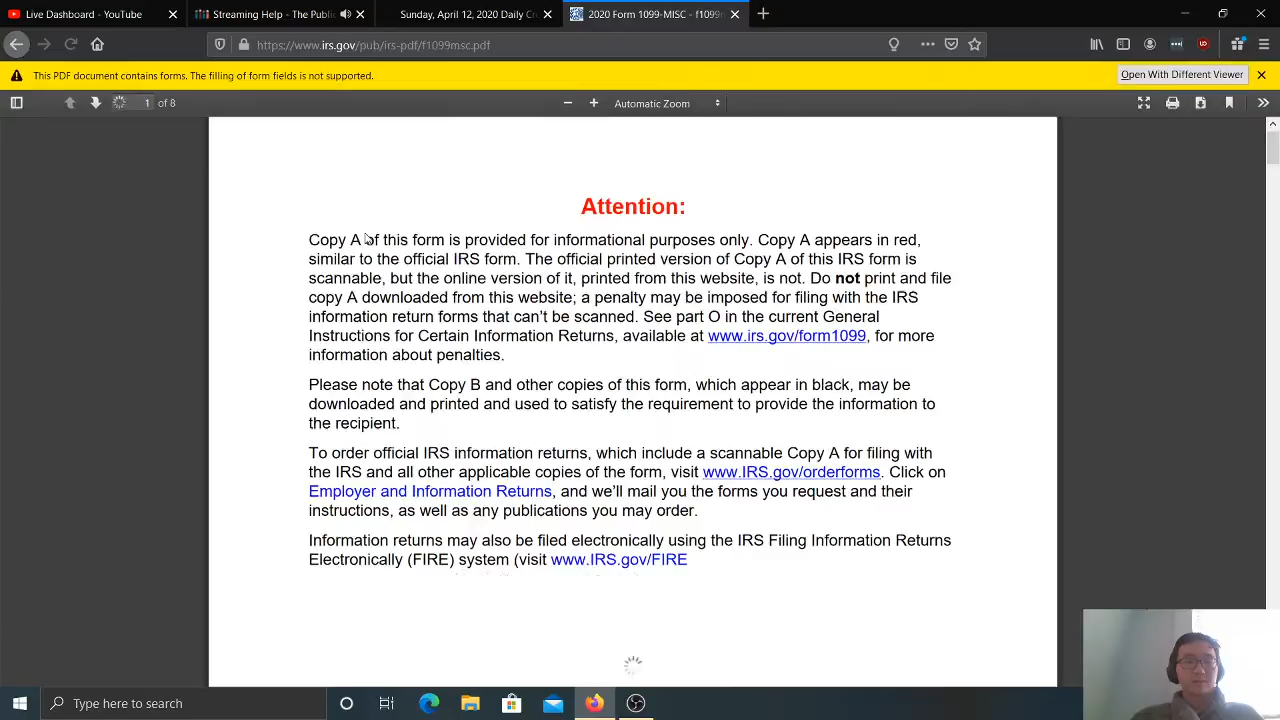 Live Dashboard - YouTube
Streaming Help - The Publi
Sunday, April 12, 2020 Daily Cr
2020 Form 1099-MISC - f1099m
https://www.irs.gov/pub/irs-pdf/f1099msc.pdf
This PDF document contains forms. The filling of form fields is not supported.
Open With Different Viewer
1 of 8
Automatic Zoom
Attention:
Copy A of this form is provided for informational purposes only. Copy A appears in red,
similar to the official IRS form. The official printed version of Copy A of this IRS form is
scannable, but the online version of it, printed from this website, is not. Do not print and file
copy A downloaded from this website; a penalty may be imposed for filing with the IRS
information return forms that can't be scanned. See part O in the current General
Instructions for Certain Information Returns, available at www.irs.gov/form1099, for more
information about penalties.
Please note that Copy B and other copies of this form, which appear in black, may be
downloaded and printed and used to satisfy the requirement to provide the information to
the recipient.
To order official IRS information returns, which include a scannable Copy A for filing with
the IRS and all other applicable copies of the form, visit www.IRS.gov/orderforms. Click on
Employer and Information Returns, and we'll mail you the forms you request and their
instructions, as well as any publications you may order.
Information returns may also be filed electronically using the IRS Filing Information Returns
Electronically (FIRE) system (visit www.IRS.gov/FIRE
Type here to search